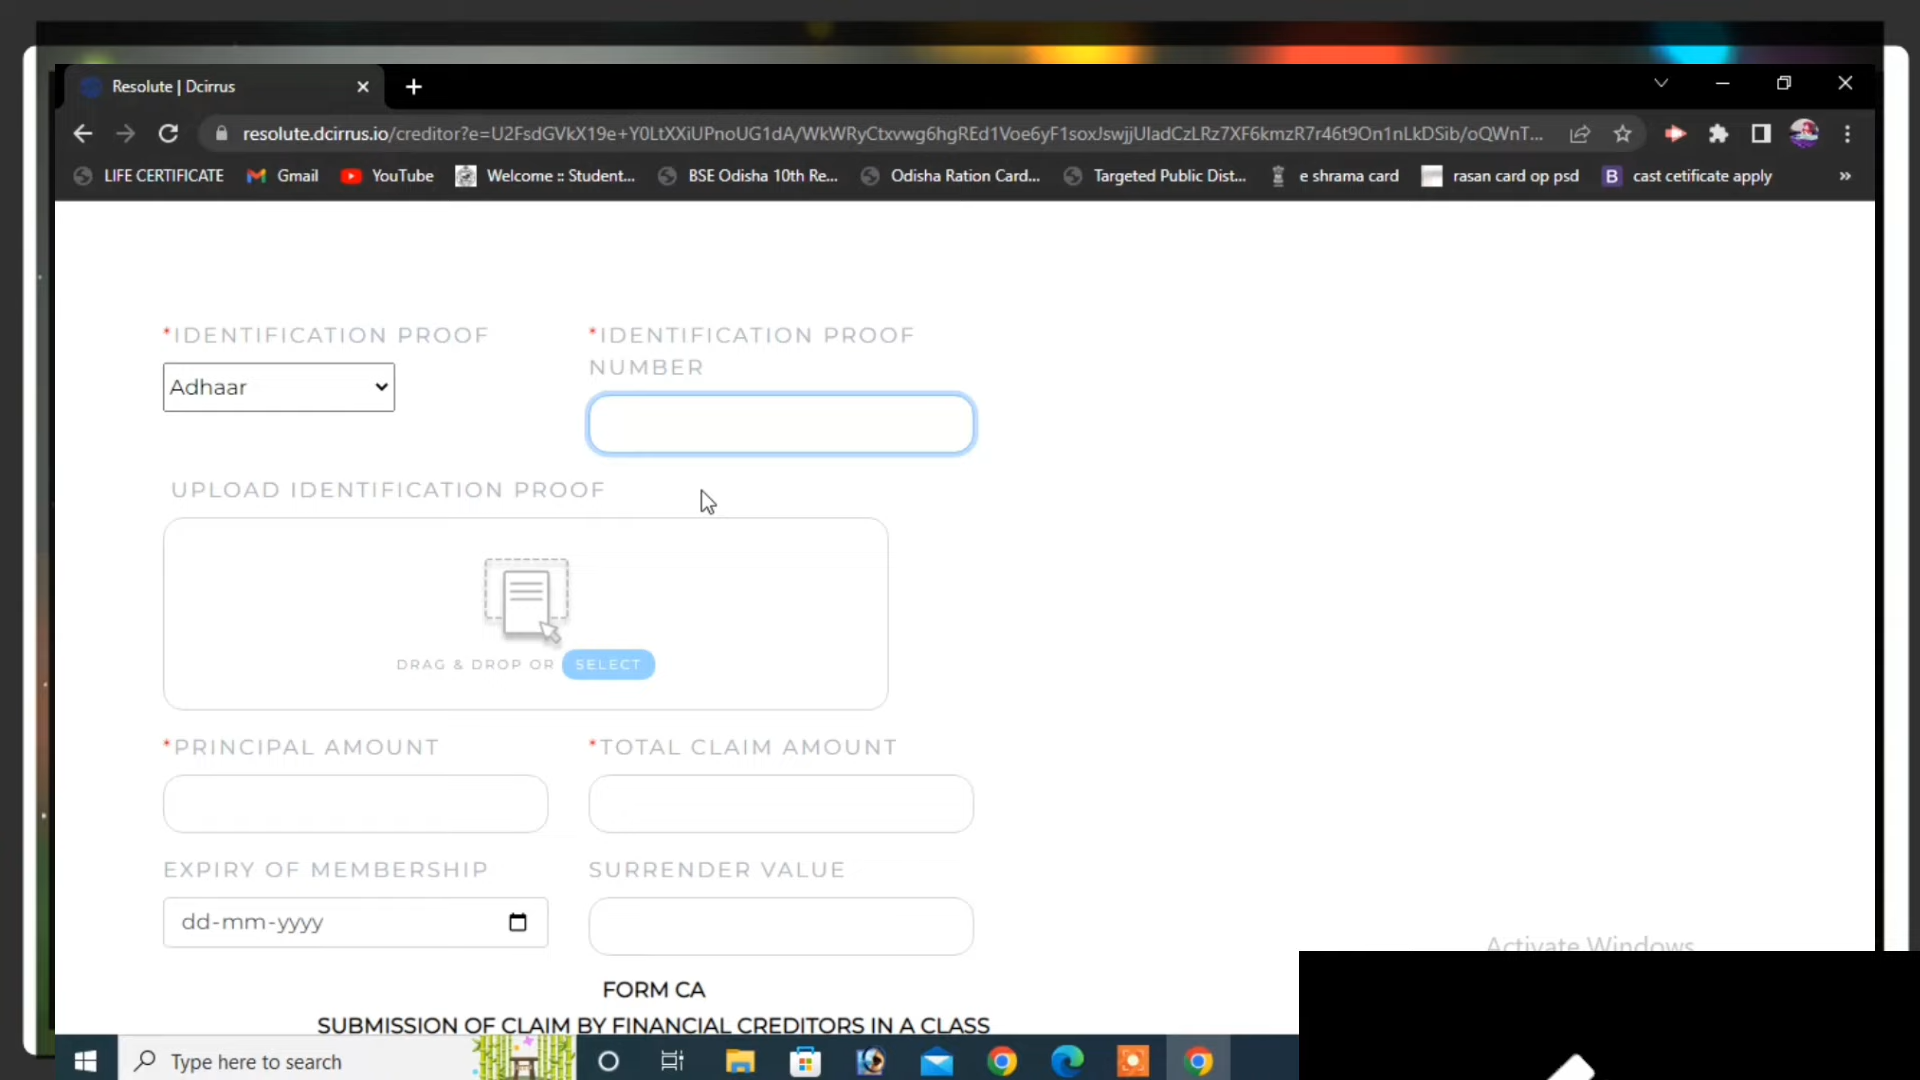 Resolute | Dcirrus
resolute.dcirrus.io/creditor?e=U2FsdGVkX19e+Y0LtXXiUPnoUG1dA/WkWRyCtxvwg6hgREd1Voe6yF1soxJswjjUladCzLRz7XF6kmzR7r46t9On1nLkDSib/oQWnT...
LIFE CERTIFICATE Gmail YouTube Welcome :: Student... BSE Odisha 10th Re... Odisha Ration Card... Targeted Public Dist... e shrama card rasan card op psd B cast cetificate apply »
*IDENTIFICATION PROOF *IDENTIFICATION PROOF
NUMBER
Adhaar
UPLOAD IDENTIFICATION PROOF
DRAG & DROP OR SELECT
*PRINCIPAL AMOUNT *TOTAL CLAIM AMOUNT
EXPIRY OF MEMBERSHIP SURRENDER VALUE
dd-mm-yyyy
Activate Windows
FORM CA
SUBMISSION OF CLAIM BY FINANCIAL CREDITORS IN A CLASS
Type here to search